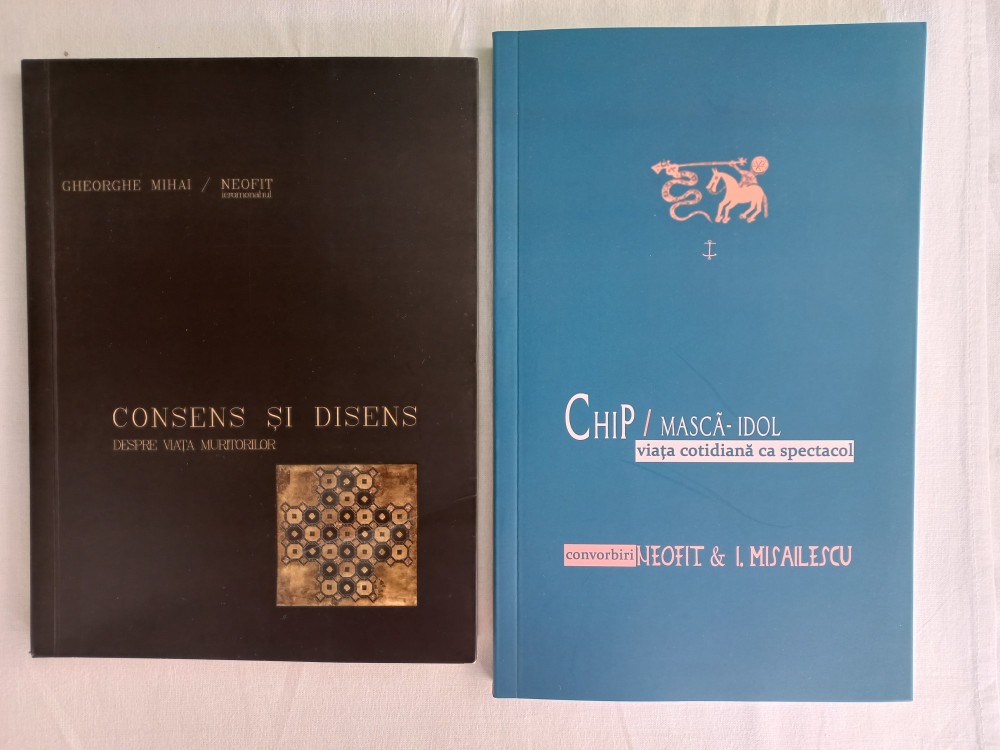 GHEORGHE MIHAI / NEOFIT
ieromonahul
CONSENS ȘI DISENS
DESPRE VIAȚA MURITORILOR
CHIP / MASCĂ- IDOL
viața cotidiană ca spectacol
convorbiri NEOFIT & I. MISAILESCU